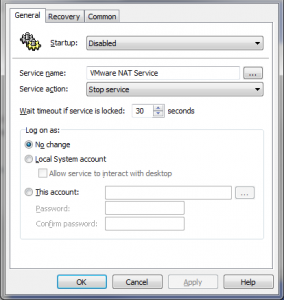 General Recovery Common
Startup: Disabled
Service name: VMware NAT Service ...
Service action: Stop service
Wait timeout if service is locked: 30 seconds
Log on as:
No change
Local System account
Allow service to interact with desktop
This account: ...
Password:
Confirm password:
OK Cancel Apply Help